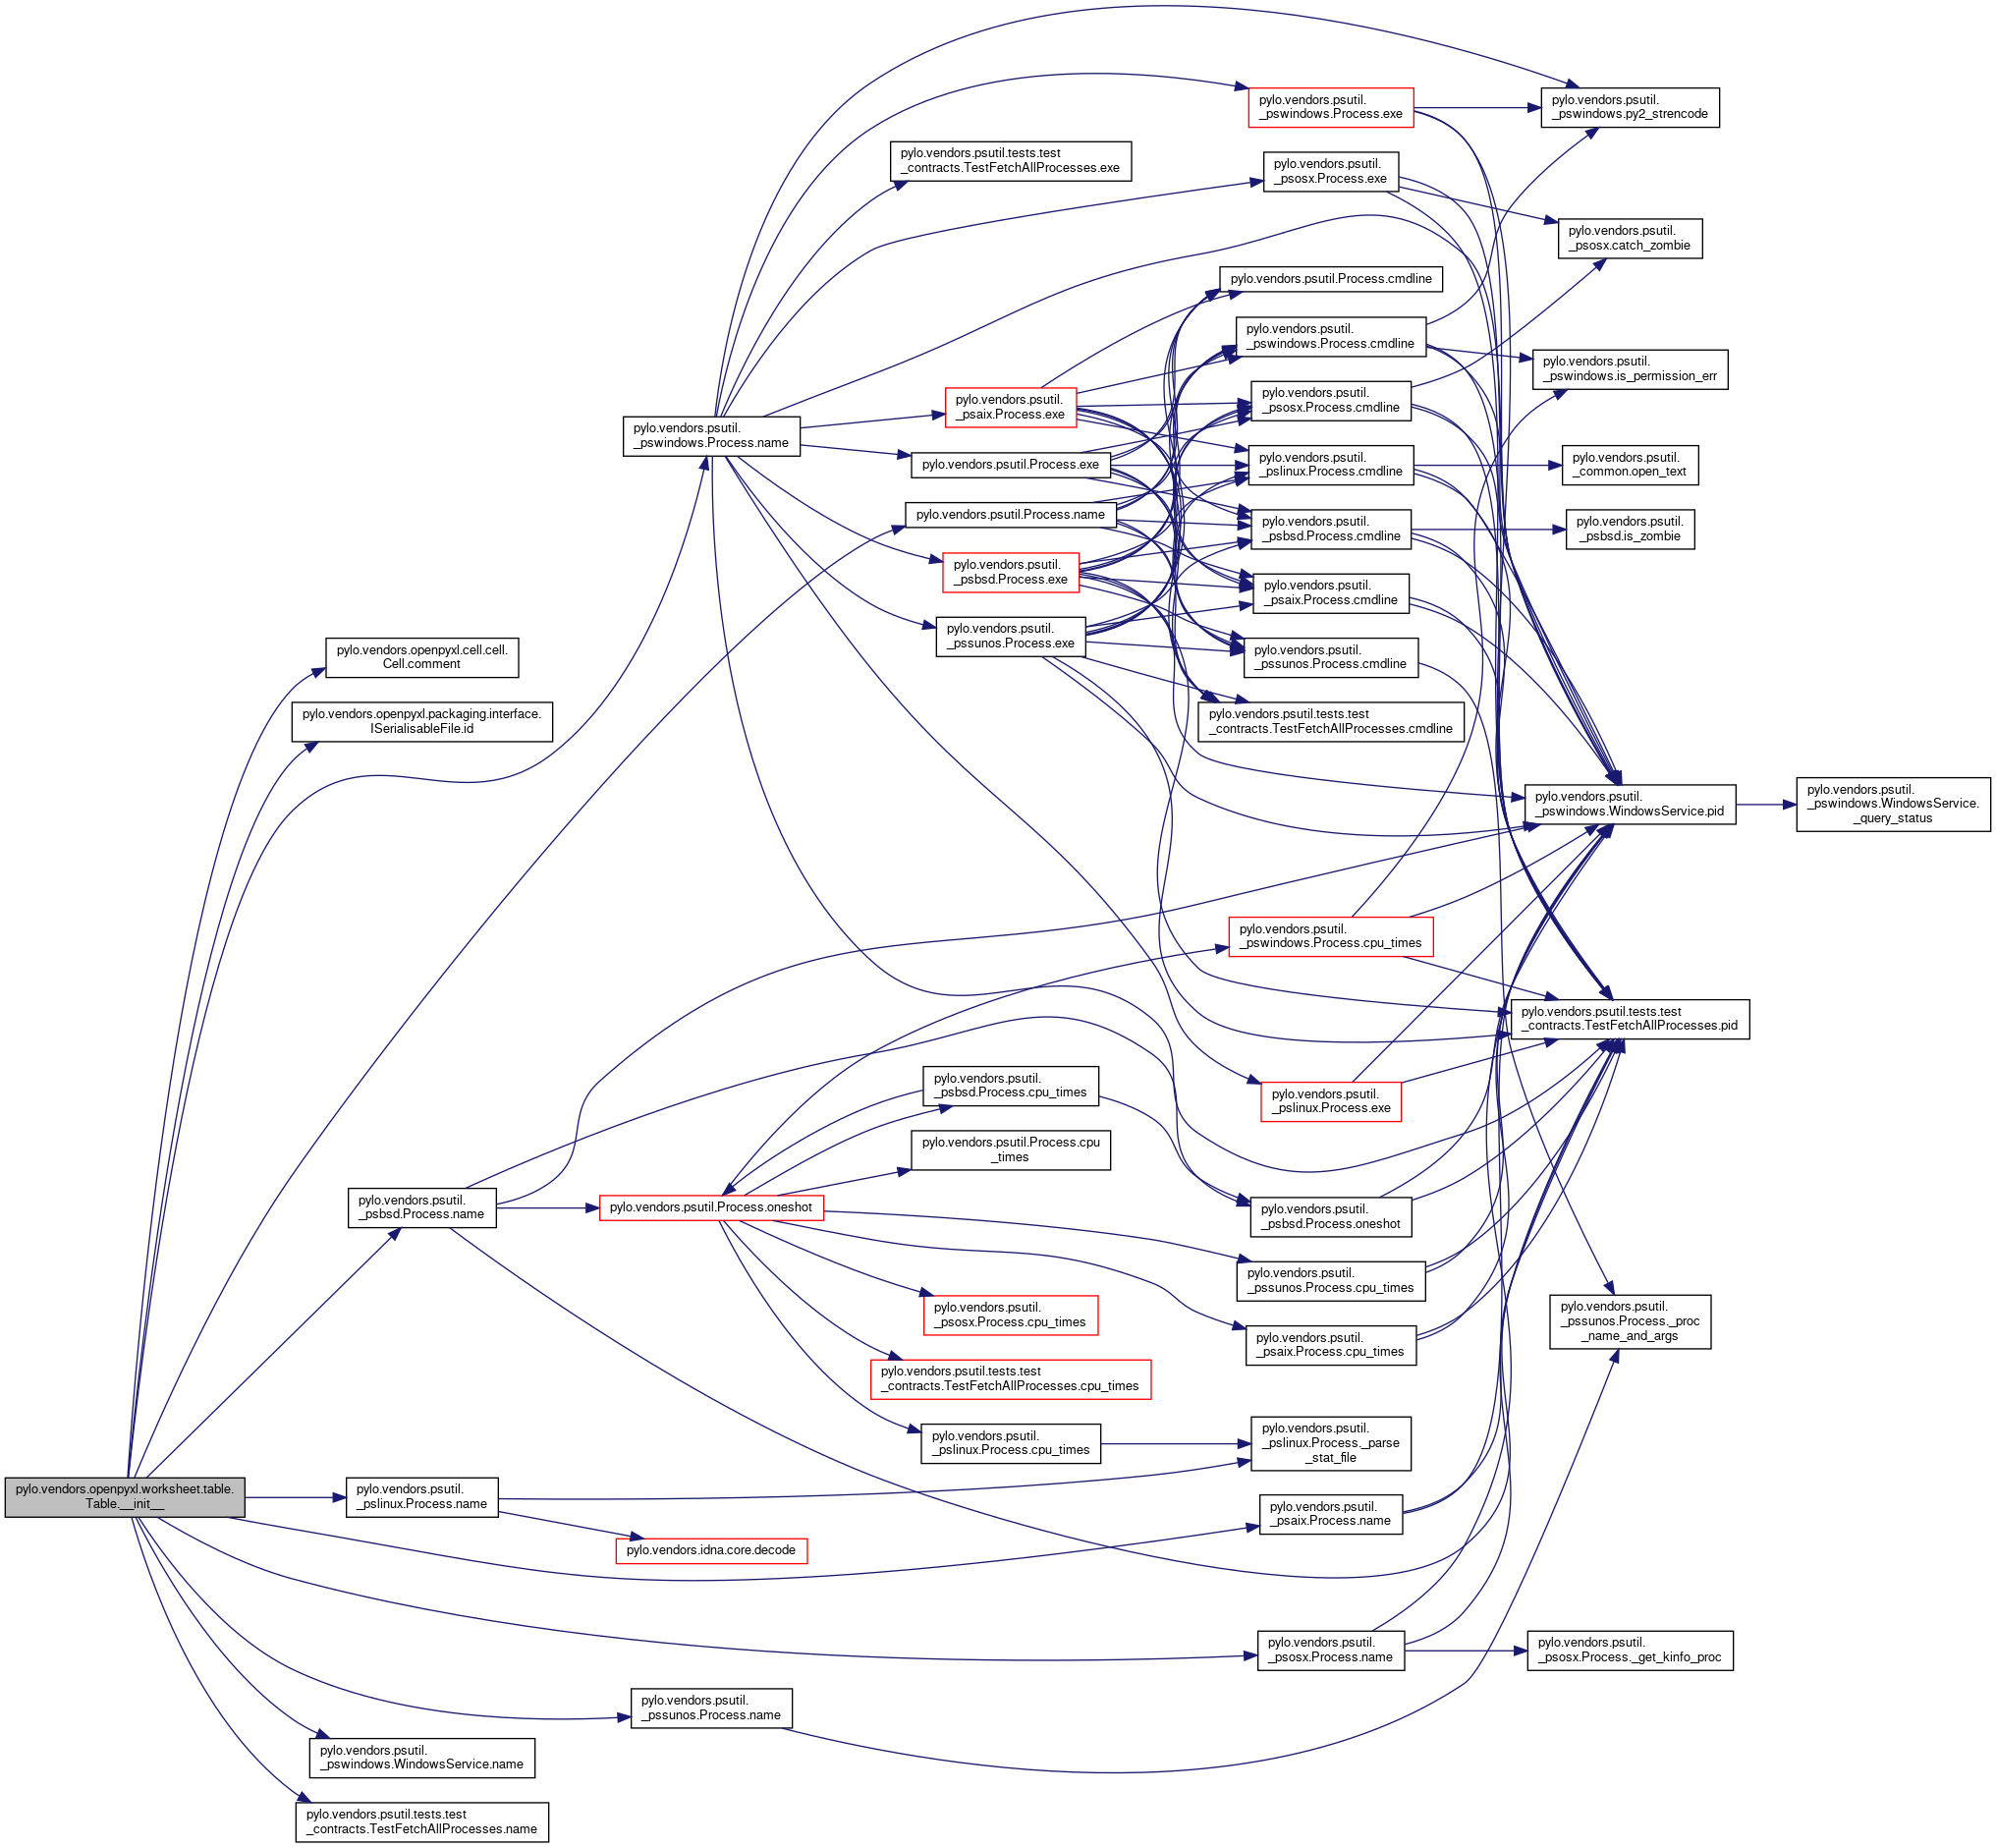 pylo.vendors.openpyxl.worksheet.table.
Table.__init__
pylo.vendors.openpyxl.cell.cell.
Cell.comment
pylo.vendors.openpyxl.packaging.interface.
ISerialisableFile.id
pylo.vendors.psutil.
_psbsd.Process.name
pylo.vendors.psutil.
_pslinux.Process.name
pylo.vendors.psutil.
_pswindows.WindowsService.name
pylo.vendors.psutil.tests.test
_contracts.TestFetchAllProcesses.name
pylo.vendors.psutil.
_pswindows.Process.name
pylo.vendors.psutil.Process.oneshot
pylo.vendors.idna.core.decode
pylo.vendors.psutil.
_pssunos.Process.name
pylo.vendors.psutil.tests.test
_contracts.TestFetchAllProcesses.exe
pylo.vendors.psutil.
_psaix.Process.exe
pylo.vendors.psutil.Process.exe
pylo.vendors.psutil.Process.name
pylo.vendors.psutil.
_psbsd.Process.exe
pylo.vendors.psutil.
_pssunos.Process.exe
pylo.vendors.psutil.
_psbsd.Process.cpu_times
pylo.vendors.psutil.Process.cpu
_times
pylo.vendors.psutil.
_psosx.Process.cpu_times
pylo.vendors.psutil.tests.test
_contracts.TestFetchAllProcesses.cpu_times
pylo.vendors.psutil.
_pslinux.Process.cpu_times
pylo.vendors.psutil.
_pswindows.Process.exe
pylo.vendors.psutil.
_psosx.Process.exe
pylo.vendors.psutil.Process.cmdline
pylo.vendors.psutil.
_pswindows.Process.cmdline
pylo.vendors.psutil.
_psosx.Process.cmdline
pylo.vendors.psutil.
_pslinux.Process.cmdline
pylo.vendors.psutil.
_psbsd.Process.cmdline
pylo.vendors.psutil.
_psaix.Process.cmdline
pylo.vendors.psutil.
_pssunos.Process.cmdline
pylo.vendors.psutil.tests.test
_contracts.TestFetchAllProcesses.cmdline
pylo.vendors.psutil.
_pswindows.Process.cpu_times
pylo.vendors.psutil.
_pslinux.Process.exe
pylo.vendors.psutil.
_psbsd.Process.oneshot
pylo.vendors.psutil.
_pssunos.Process.cpu_times
pylo.vendors.psutil.
_psaix.Process.cpu_times
pylo.vendors.psutil.
_pslinux.Process._parse
_stat_file
pylo.vendors.psutil.
_psaix.Process.name
pylo.vendors.psutil.
_psosx.Process.name
pylo.vendors.psutil.
_pswindows.py2_strencode
pylo.vendors.psutil.
_psosx.catch_zombie
pylo.vendors.psutil.
_pswindows.is_permission_err
pylo.vendors.psutil.
_common.open_text
pylo.vendors.psutil.
_psbsd.is_zombie
pylo.vendors.psutil.
_pswindows.WindowsService.pid
pylo.vendors.psutil.tests.test
_contracts.TestFetchAllProcesses.pid
pylo.vendors.psutil.
_pssunos.Process._proc
_name_and_args
pylo.vendors.psutil.
_psosx.Process._get_kinfo_proc
pylo.vendors.psutil.
_pswindows.WindowsService.
_query_status